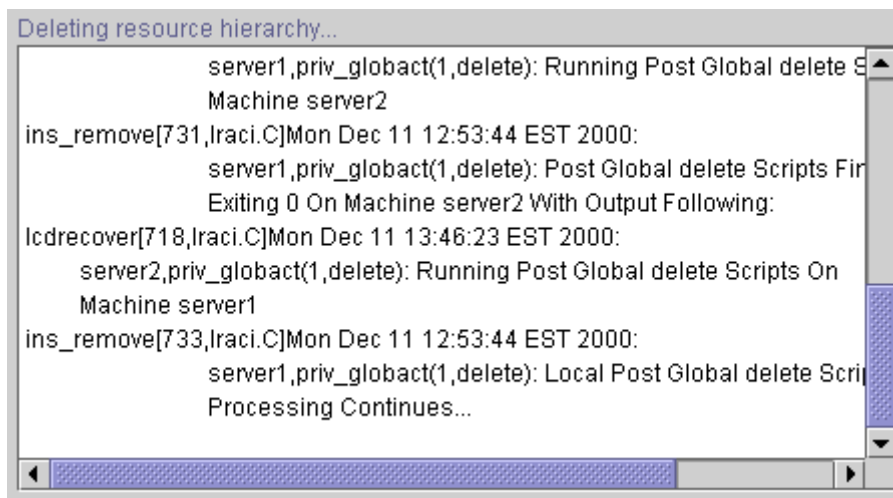 Deleting resource hierarchy...
server1,priv_globact(1,delete): Running Post Global delete S
Machine server2
ins_remove[731,lraci.C]Mon Dec 11 12:53:44 EST 2000:
server1,priv_globact(1,delete): Post Global delete Scripts Fin
Exiting 0 On Machine server2 With Output Following:
lcdrecover[718,lraci.C]Mon Dec 11 13:46:23 EST 2000:
server2,priv_globact(1,delete): Running Post Global delete Scripts On
Machine server1
ins_remove[733,lraci.C]Mon Dec 11 12:53:44 EST 2000:
server1,priv_globact(1,delete): Local Post Global delete Scrip
Processing Continues...